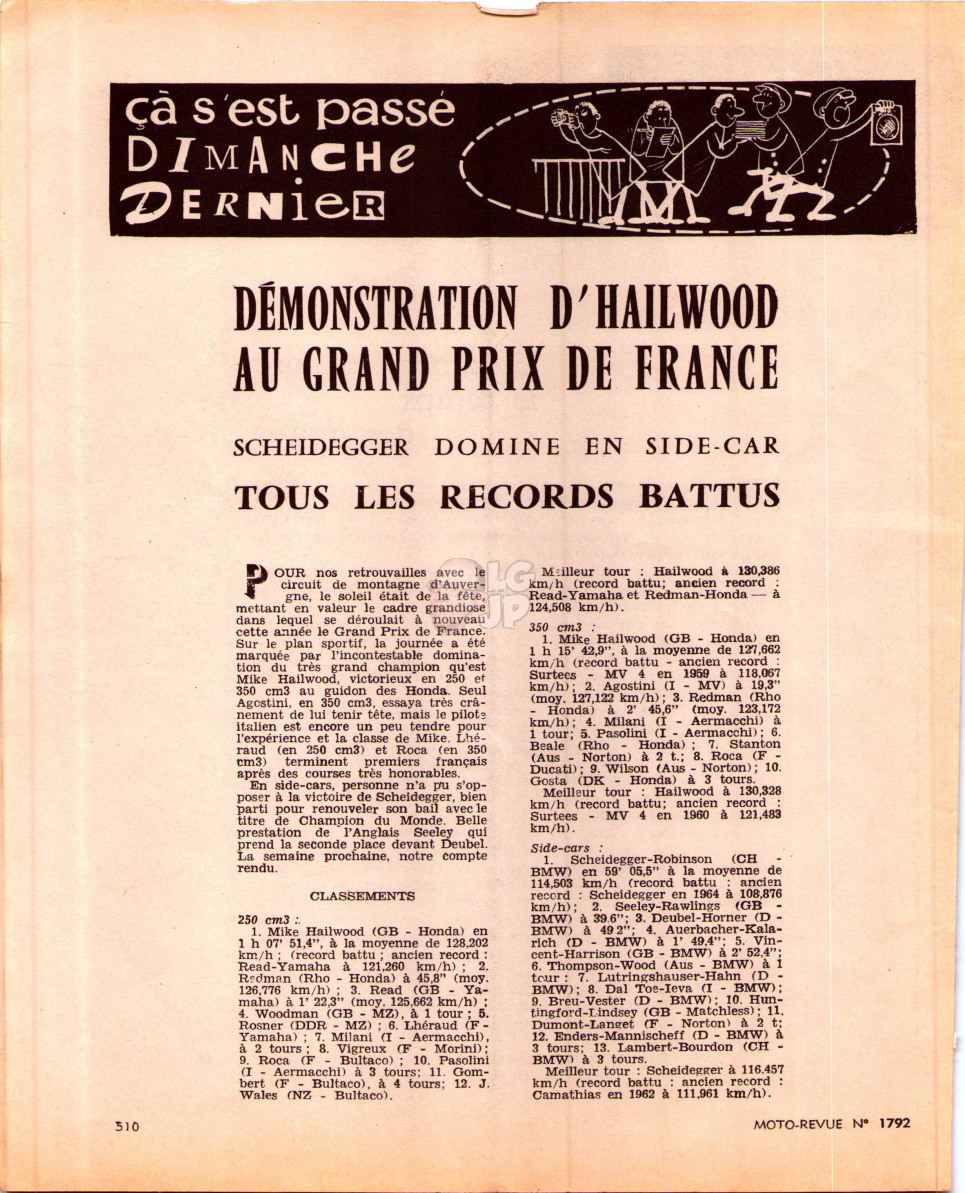 çà s'est passé
DIMANCHe
DERNieR
DÉMONSTRATION D'HAILWOOD
AU GRAND PRIX DE FRANCE
SCHEIDEGGER DOMINE EN SIDE-CAR
TOUS LES RECORDS BATTUS
POUR nos retrouvailles avec le
circuit de montagne d'Auver-
gne, le soleil était de la fête,
mettant en valeur le cadre grandiose
dans lequel se déroulait à nouveau
cette année le Grand Prix de France.
Sur le plan sportif, la journée a été
marquée par l'incontestable domina-
tion du très grand champion qu'est
Mike Hailwood, victorieux en 250 et
350 cm3 au guidon des Honda. Seul
Agostini, en 350 cm3, essaya très crâ-
nement de lui tenir tête, mais le pilote
italien est encore un peu tendre pour
l'expérience et la classe de Mike. Lhé-
raud (en 250 cm3) et Roca (en 350
cm3) terminent premiers français
après des courses très honorables.
En side-cars, personne n'a pu s'op-
poser à la victoire de Scheidegger, bien
parti pour renouveler son bail avec le
titre de Champion du Monde. Belle
prestation de l'Anglais Seeley qui
prend la seconde place devant Deubel.
La semaine prochaine, notre compte
rendu.
CLASSEMENTS
250 cm3 :
1. Mike Hailwood (GB - Honda) en
1 h 07' 51,4", à la moyenne de 128,202
km/h ; (record battu ; ancien record :
Read-Yamaha à 121,260 km/h) ; 2.
Redman (Rho - Honda) à 45,8" (moy.
126,776 km/h) ; 3. Read (GB - Ya-
maha) à 1' 22,3" (moy. 125,662 km/h) ;
4. Woodman (GB - MZ), à 1 tour ; 5.
Rosner (DDR - MZ) ; 6. Lhéraud (F -
Yamaha) ; 7. Milani (I - Aermacchi),
à 2 tours ; 8. Vigreux (F - Morini) ;
9. Roca (F - Bultaco) ; 10. Pasolini
(I - Aermacchi) à 3 tours; 11. Gom-
bert (F - Bultaco), à 4 tours; 12. J.
Wales (NZ - Bultaco).
Meilleur tour : Hailwood à 130,386
km/h (record battu; ancien record :
Read-Yamaha et Redman-Honda — à
124,508 km/h).
350 cm3 :
1. Mike Hailwood (GB - Honda) en
1 h 15' 42,9", à la moyenne de 127,662
km/h (record battu - ancien record :
Surtees - MV 4 en 1959 à 118,067
km/h) ; 2. Agostini (I - MV) à 19,3"
(moy. 127,122 km/h) ; 3. Redman (Rho
- Honda) à 2' 45,6" (moy. 123,172
km/h) ; 4. Milani (I - Aermacchi) à
1 tour; 5. Pasolini (I - Aermacchi) ; 6.
Beale (Rho - Honda) ; 7. Stanton
(Aus - Norton) à 2 t.; 8. Roca (F -
Ducati) ; 9. Wilson (Aus - Norton) ; 10.
Gosta (DK - Honda) à 3 tours.
Meilleur tour : Hailwood à 130,328
km/h (record battu; ancien record :
Surtees - MV 4 en 1960 à 121,483
km/h).
Side-cars :
1. Scheidegger-Robinson (CH -
BMW) en 59' 05,5" à la moyenne de
114,503 km/h (record battu : ancien
record : Scheidegger en 1964 à 108,876
km/h) ; 2. Seeley-Rawlings (GB -
BMW) à 39,6"; 3. Deubel-Horner (D -
BMW) à 49 2"; 4. Auerbacher-Kala-
rich (D - BMW) à 1' 49,4"; 5. Vin-
cent-Harrison (GB - BMW) à 2' 52,4";
6. Thompson-Wood (Aus - BMW) à 1
tour ; 7. Lutringshauser-Hahn (D -
BMW); 8. Dal Toe-Ieva (I - BMW);
9. Breu-Vester (D - BMW); 10. Hun-
tingford-Lindsey (GB - Matchless) ; 11.
Dumont-Langet (F - Norton) à 2 t;
12. Enders-Mannischeff (D - BMW) à
3 tours; 13. Lambert-Bourdon (CH -
BMW) à 3 tours.
Meilleur tour : Scheidegger à 116.457
km/h (record battu : ancien record :
Camathias en 1962 à 111,961 km/h).
510
MOTO-REVUE N° 1792